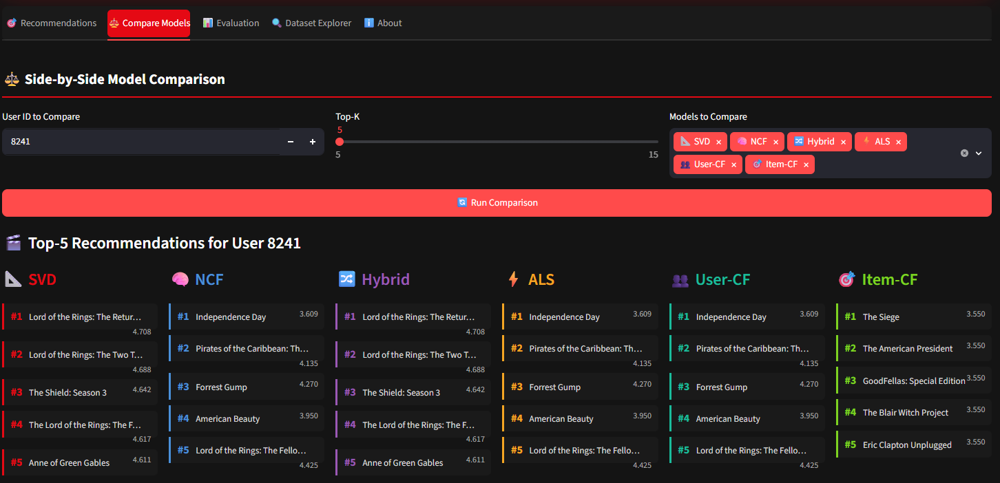 Recommendations Compare Models Evaluation Dataset Explorer About
Side-by-Side Model Comparison
User ID to Compare
8241
Top-K
5
5 15
Models to Compare
SVD × NCF × Hybrid × ALS ×
User-CF × Item-CF ×
Run Comparison
Top-5 Recommendations for User 8241
SVD
#1 Lord of the Rings: The Retur…
4.708
#2 Lord of the Rings: The Two T…
4.688
#3 The Shield: Season 3 4.642
#4 The Lord of the Rings: The F…
4.617
#5 Anne of Green Gables 4.611
NCF
#1 Independence Day 3.609
#2 Pirates of the Caribbean: Th…
4.135
#3 Forrest Gump 4.270
#4 American Beauty 3.950
#5 Lord of the Rings: The Fello…
4.425
Hybrid
#1 Lord of the Rings: The Retur…
4.708
#2 Lord of the Rings: The Two T…
4.688
#3 The Shield: Season 3 4.642
#4 The Lord of the Rings: The F…
4.617
#5 Anne of Green Gables 4.611
ALS
#1 Independence Day 3.609
#2 Pirates of the Caribbean: Th…
4.135
#3 Forrest Gump 4.270
#4 American Beauty 3.950
#5 Lord of the Rings: The Fello…
4.425
User-CF
#1 Independence Day 3.609
#2 Pirates of the Caribbean: Th…
4.135
#3 Forrest Gump 4.270
#4 American Beauty 3.950
#5 Lord of the Rings: The Fello…
4.425
Item-CF
#1 The Siege 3.550
#2 The American President 3.550
#3 GoodFellas: Special Edition 3.550
#4 The Blair Witch Project 3.550
#5 Eric Clapton Unplugged 3.550